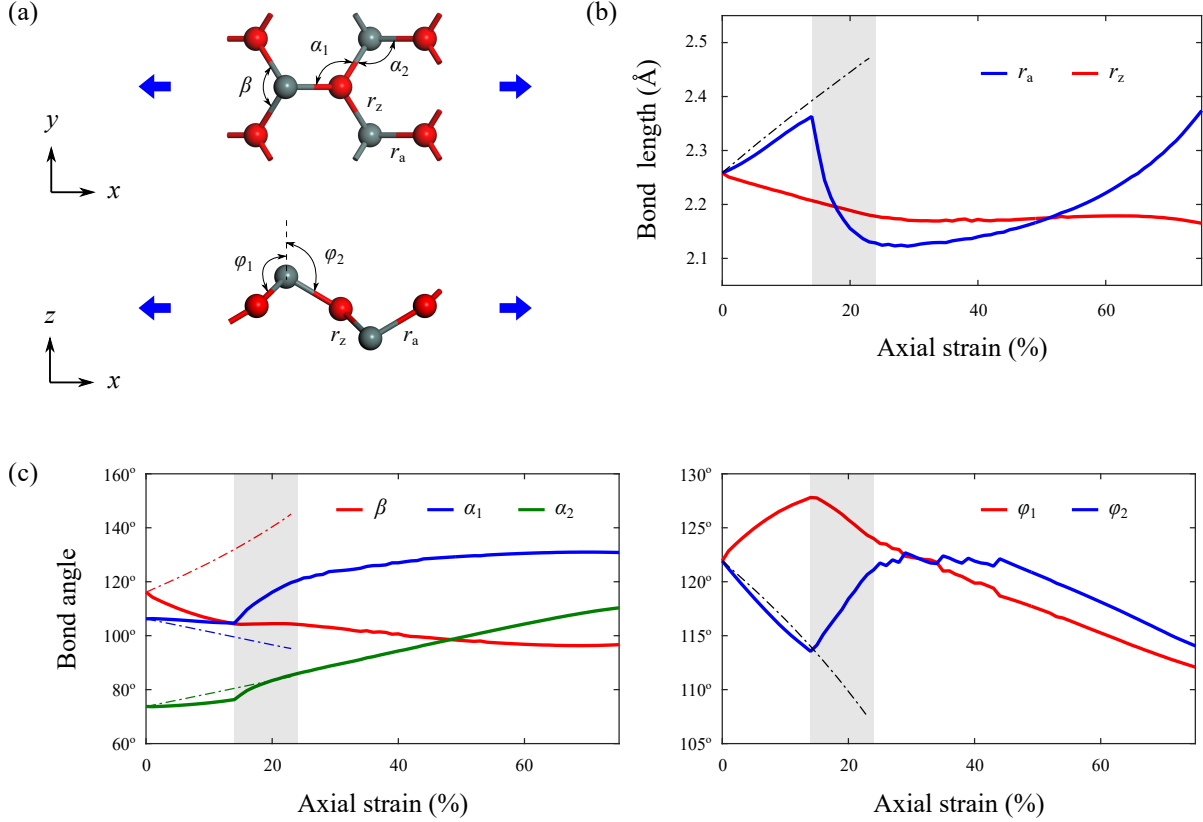 (a)
α1
α2
β
rz
ra
y
x
φ1
φ2
rz
ra
z
x
(b)
2.5
2.4
2.3
2.2
2.1
Bond length (Å)
ra rz
0 20 40 60
Axial strain (%)
(c)
160º
140º
120º
100º
80º
60º
Bond angle
β α1 α2
0 20 40 60
Axial strain (%)
130º
125º
120º
115º
110º
105º
φ1 φ2
0 20 40 60
Axial strain (%)